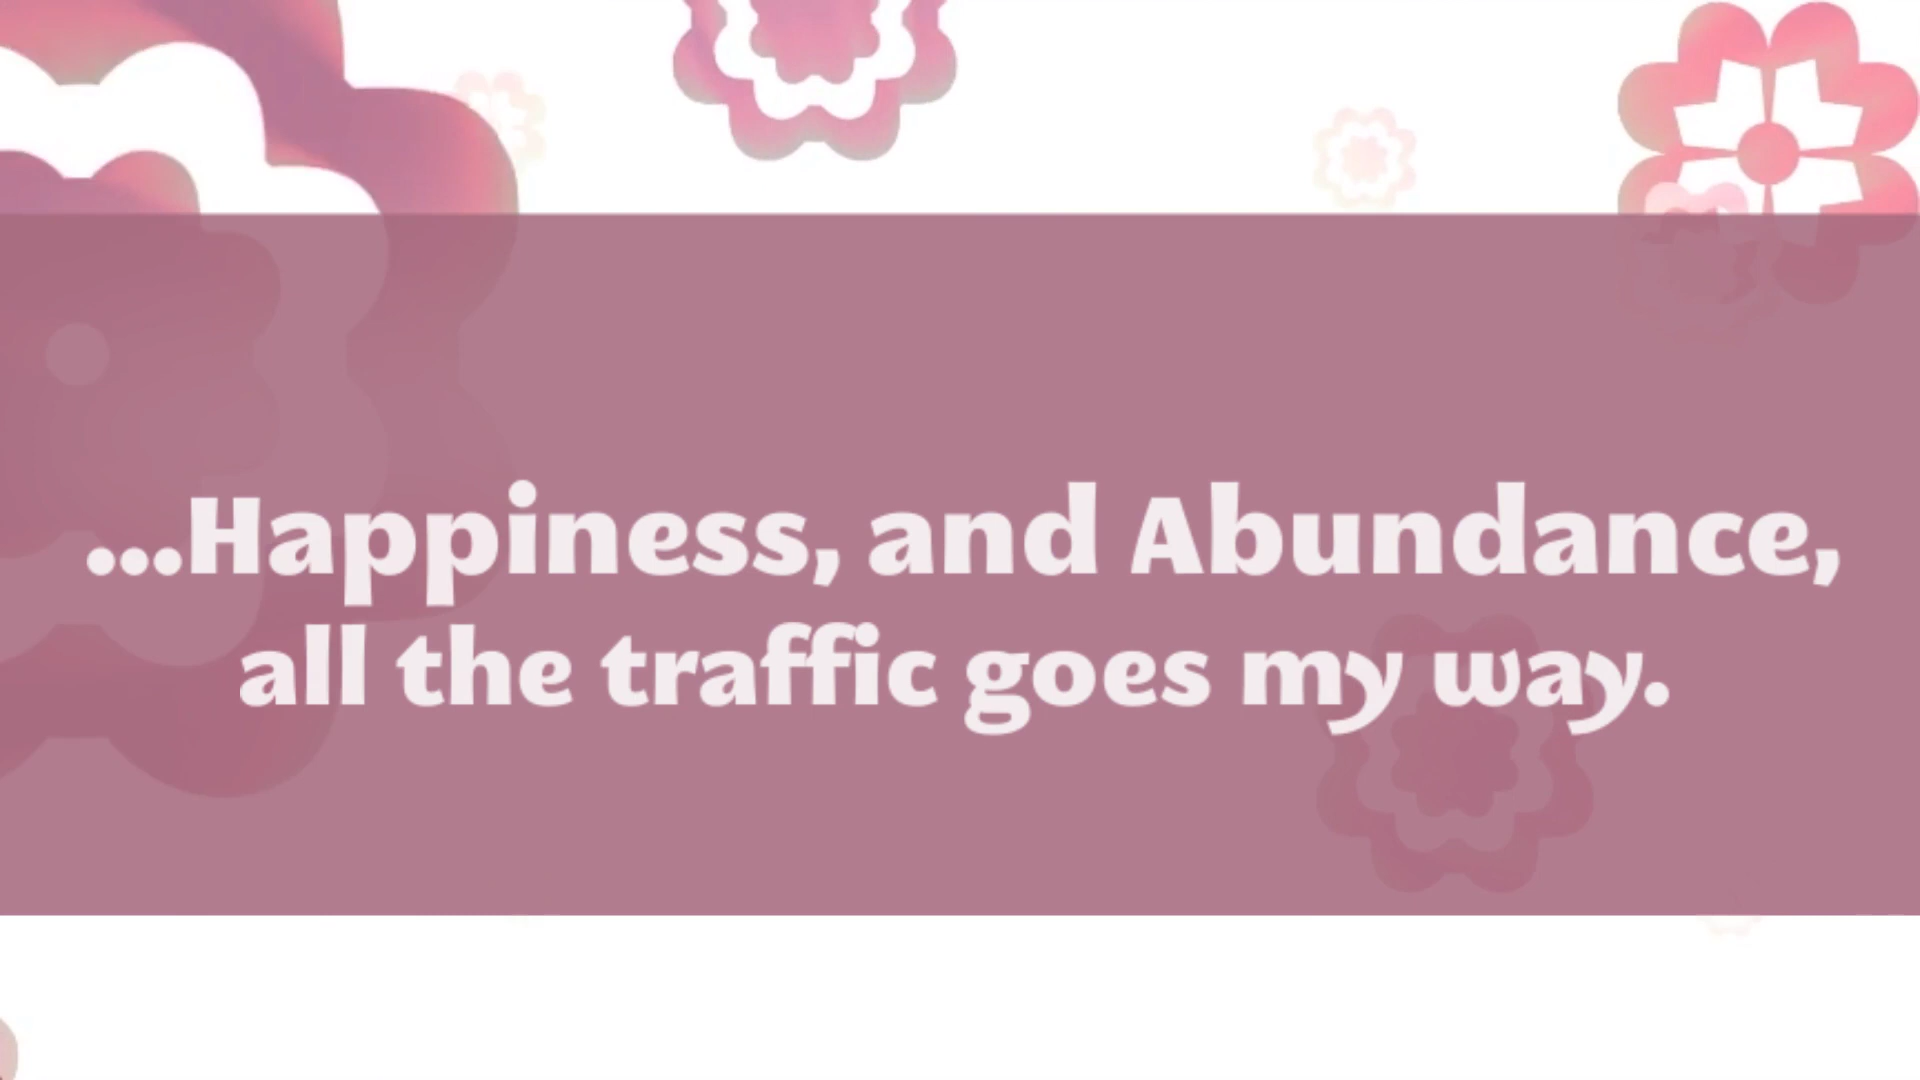 ...Happiness, and Abundance,
all the traffic goes my way.